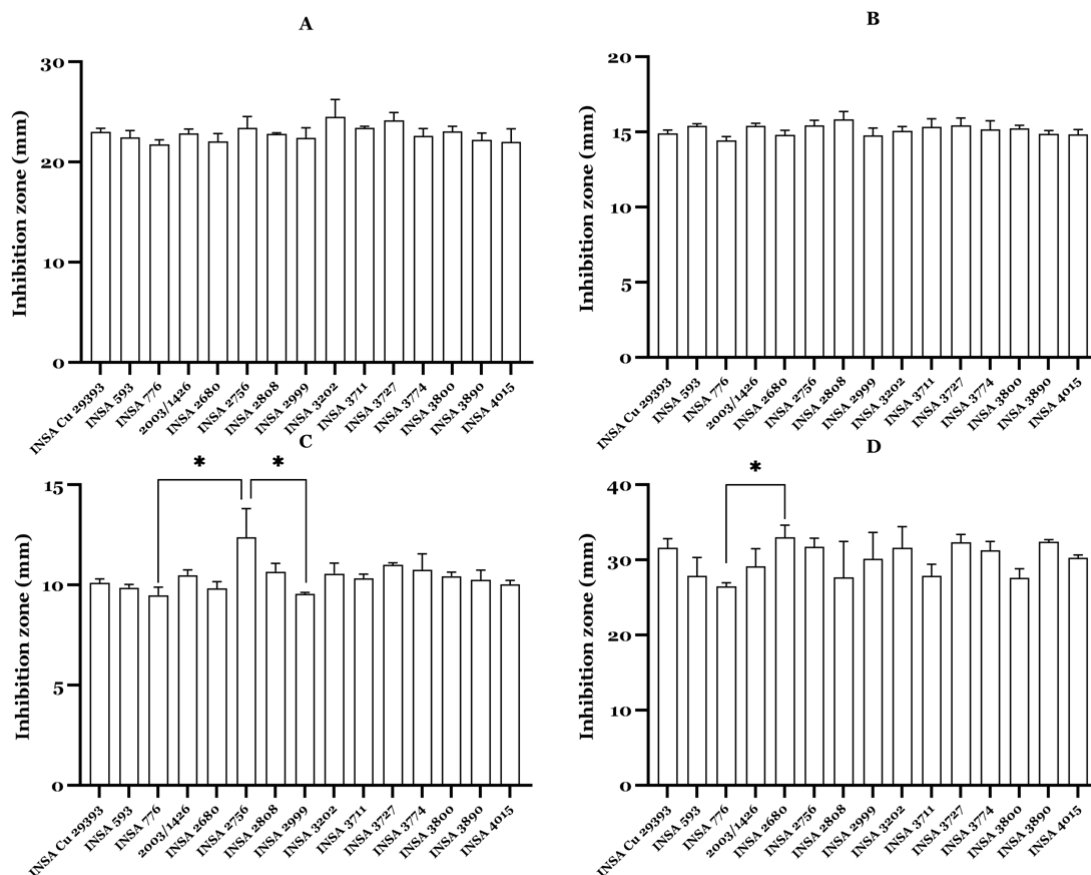 A
Inhibition zone (mm)
30
20
10
0
INSA Cu 29393
INSA 593
INSA 776
2003/1426
INSA 2680
INSA 2756
INSA 2808
INSA 2999
INSA 3202
INSA 3711
INSA 3727
INSA 3774
INSA 3800
INSA 3890
INSA 4015
B
Inhibition zone (mm)
20
15
10
5
0
INSA Cu 29393
INSA 593
INSA 776
2003/1426
INSA 2680
INSA 2756
INSA 2808
INSA 2999
INSA 3202
INSA 3711
INSA 3727
INSA 3774
INSA 3800
INSA 3890
INSA 4015
C
Inhibition zone (mm)
15
10
5
0
* *
INSA Cu 29393
INSA 593
INSA 776
2003/1426
INSA 2680
INSA 2756
INSA 2808
INSA 2999
INSA 3202
INSA 3711
INSA 3727
INSA 3774
INSA 3800
INSA 3890
INSA 4015
D
Inhibition zone (mm)
40
30
20
10
0
*
INSA Cu 29393
INSA 593
INSA 776
2003/1426
INSA 2680
INSA 2756
INSA 2808
INSA 2999
INSA 3202
INSA 3711
INSA 3727
INSA 3774
INSA 3800
INSA 3890
INSA 4015